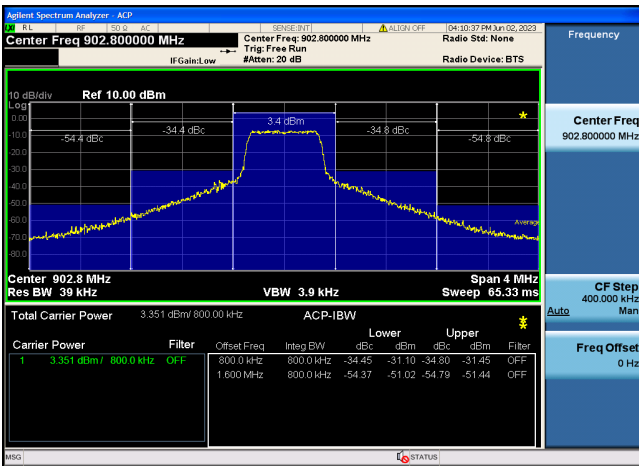 Agilent Spectrum Analyzer - ACP
RL RF 50 Ω AC SENSE:INT ALIGN OFF 04:10:37 PM Jun 02, 2023
Center Freq 902.800000 MHz
Center Freq: 902.800000 MHz
Radio Std: None
Trig: Free Run
IFGain:Low
#Atten: 20 dB
Radio Device: BTS
Frequency
10 dB/div
Ref 10.00 dBm
Log
0.00
-10.0
-20.0
-30.0
-40.0
-50.0
-60.0
-70.0
-80.0
-54.4 dBc
-34.4 dBc
3.4 dBm
-34.8 dBc
-54.8 dBc
Average
Center Freq
902.800000 MHz
Center 902.8 MHz
Span 4 MHz
Res BW 39 kHz
VBW 3.9 kHz
Sweep 65.33 ms
CF Step
400.000 kHz
Auto Man
Total Carrier Power 3.351 dBm/ 800.00 kHz
ACP-IBW
Lower Upper
Carrier Power Filter
Offset Freq Integ BW dBc dBm dBc dBm Filter
1 3.351 dBm / 800.0 kHz OFF
800.0 kHz 800.0 kHz -34.45 -31.10 -34.80 -31.45 OFF
1.600 MHz 800.0 kHz -54.37 -51.02 -54.79 -51.44 OFF
Freq Offset
0 Hz
MSG
STATUS